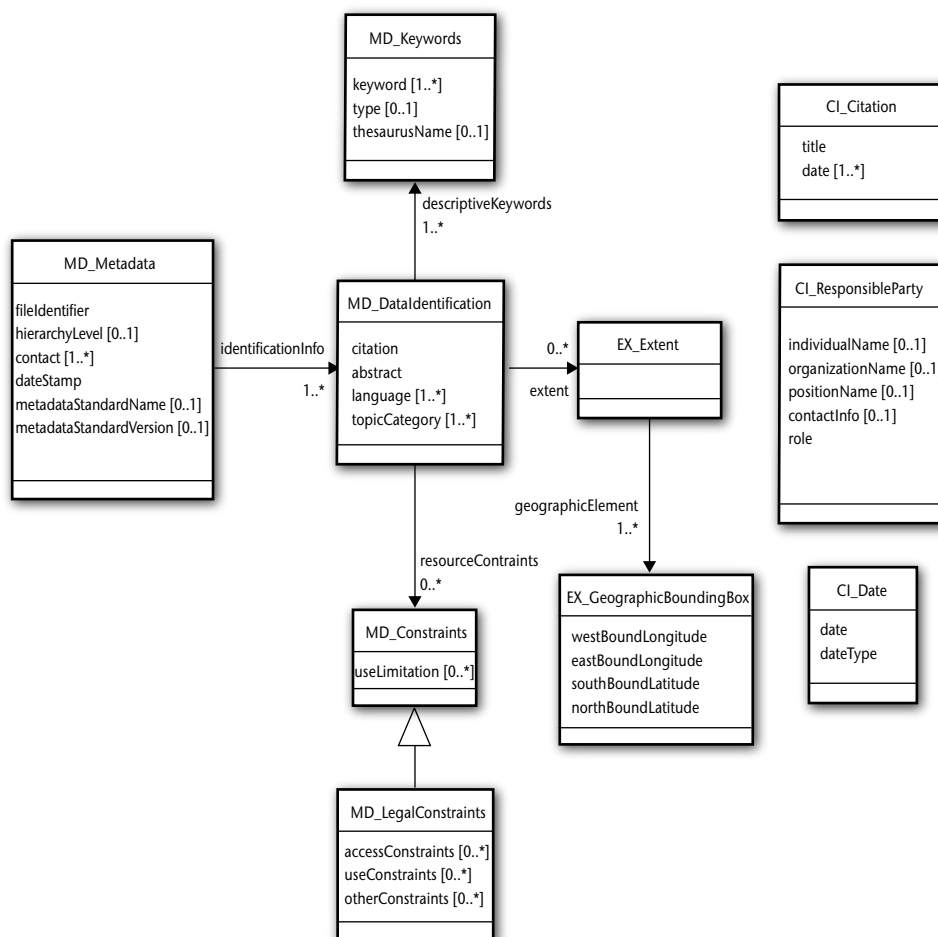 MD_Keywords
keyword [1..*]
type [0..1]
thesaurusName [0..1]
CI_Citation
title
date [1..*]
descriptiveKeywords
1..*
MD_Metadata
fileIdentifier
hierarchyLevel [0..1]
contact [1..*]
dateStamp
metadataStandardName [0..1]
metadataStandardVersion [0..1]
identificationInfo
1..*
MD_DataIdentification
citation
abstract
language [1..*]
topicCategory [1..*]
0..*
extent
EX_Extent
CI_ResponsibleParty
individualName [0..1]
organizationName [0..1
positionName [0..1]
contactInfo [0..1]
role
geographicElement
1..*
resourceContraints
0..*
EX_GeographicBoundingBox
westBoundLongitude
eastBoundLongitude
southBoundLatitude
northBoundLatitude
CI_Date
date
dateType
MD_Constraints
useLimitation [0..*]
MD_LegalConstraints
accessConstraints [0..*]
useConstraints [0..*]
otherConstraints [0..*]